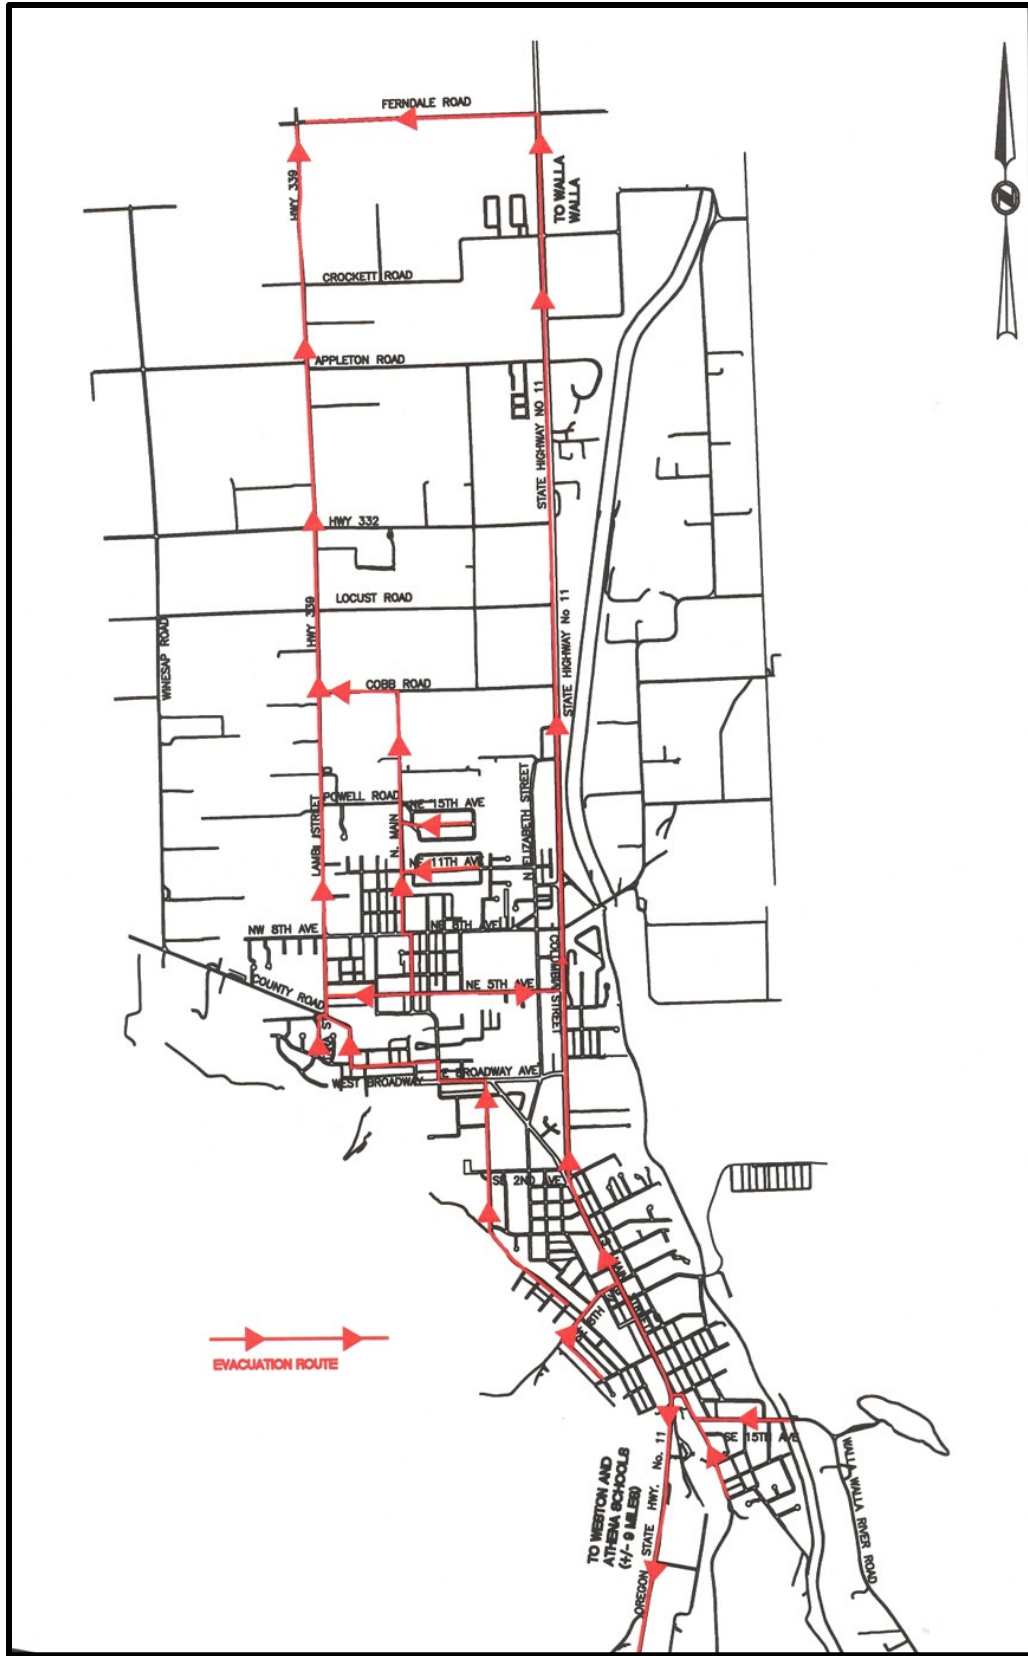 FERNDALE ROAD
HWY 339
TO WALLA
WALLA
CROCKETT ROAD
APPLETON ROAD
STATE HIGHWAY NO 11
HWY 332
LOCUST ROAD
HWY 339
STATE HIGHWAY No 11
WINESAP ROAD
COBB ROAD
N ELIZABETH STREET
POWELL ROAD
NE 15TH AVE
LAMB STREET
N. MAIN
NE 11TH AVE
NW 8TH AVE
NE 8TH AVE
COLUMBIA STREET
COUNTY ROAD
NE 5TH AVE
E BROADWAY AVE
WEST BROADWAY
SE 2ND AVE
S. MAIN STREET
SE 8TH
EVACUATION ROUTE
SE 15TH AVE
TO WESTON AND
ATHENA SCHOOLS
(+/- 9 MILES)
OREGON STATE HWY. No. 11
WALLA WALLA RIVER ROAD